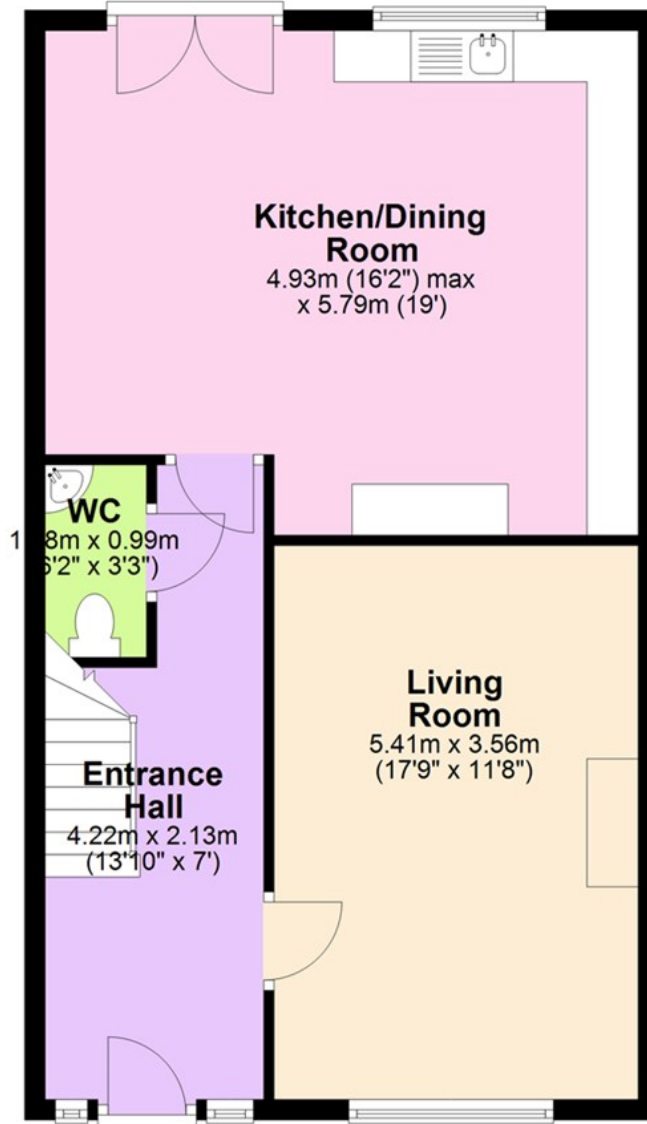 Kitchen/Dining
Room
4.93m (16'2") max
x 5.79m (19')
WC
x 0.99m
x 3'3")
Living
Room
5.41m x 3.56m
(17'9" x 11'8")
Entrance
Hall
4.22m x 2.13m
(13'10" x 7')